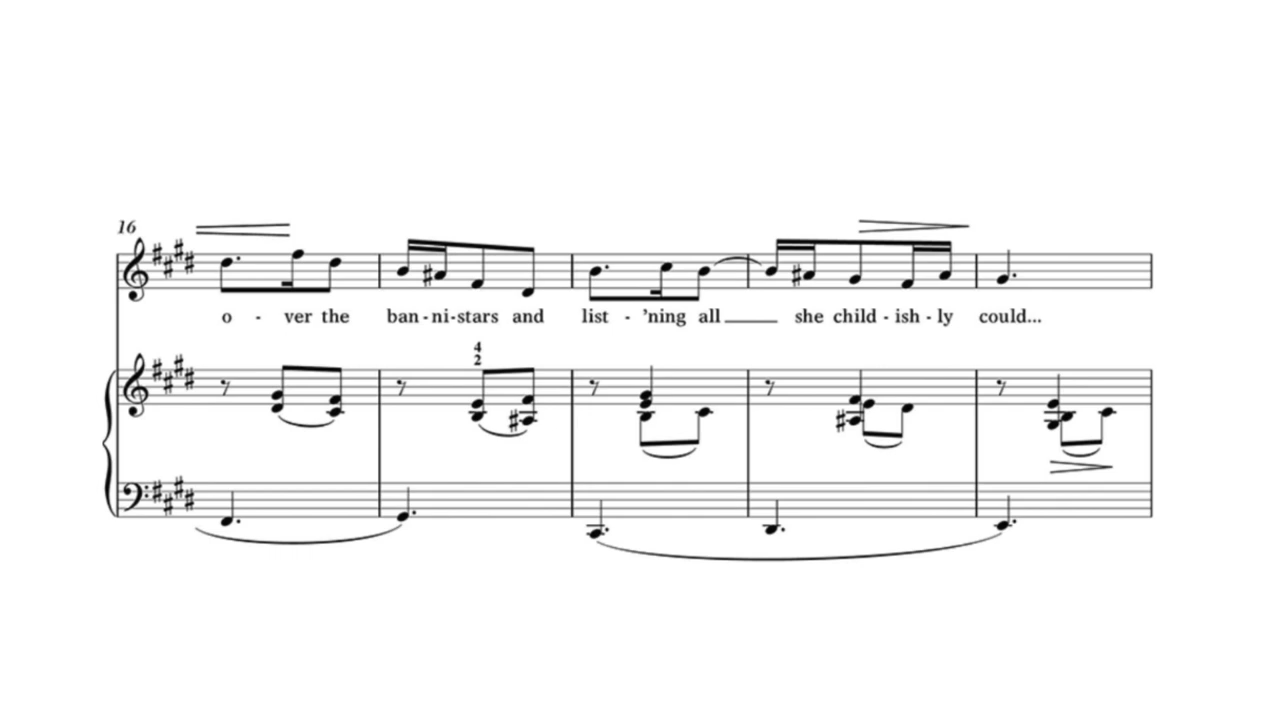 16
o - ver the ban - ni - stars and list - ’ning all she child - ish - ly could...
4
2